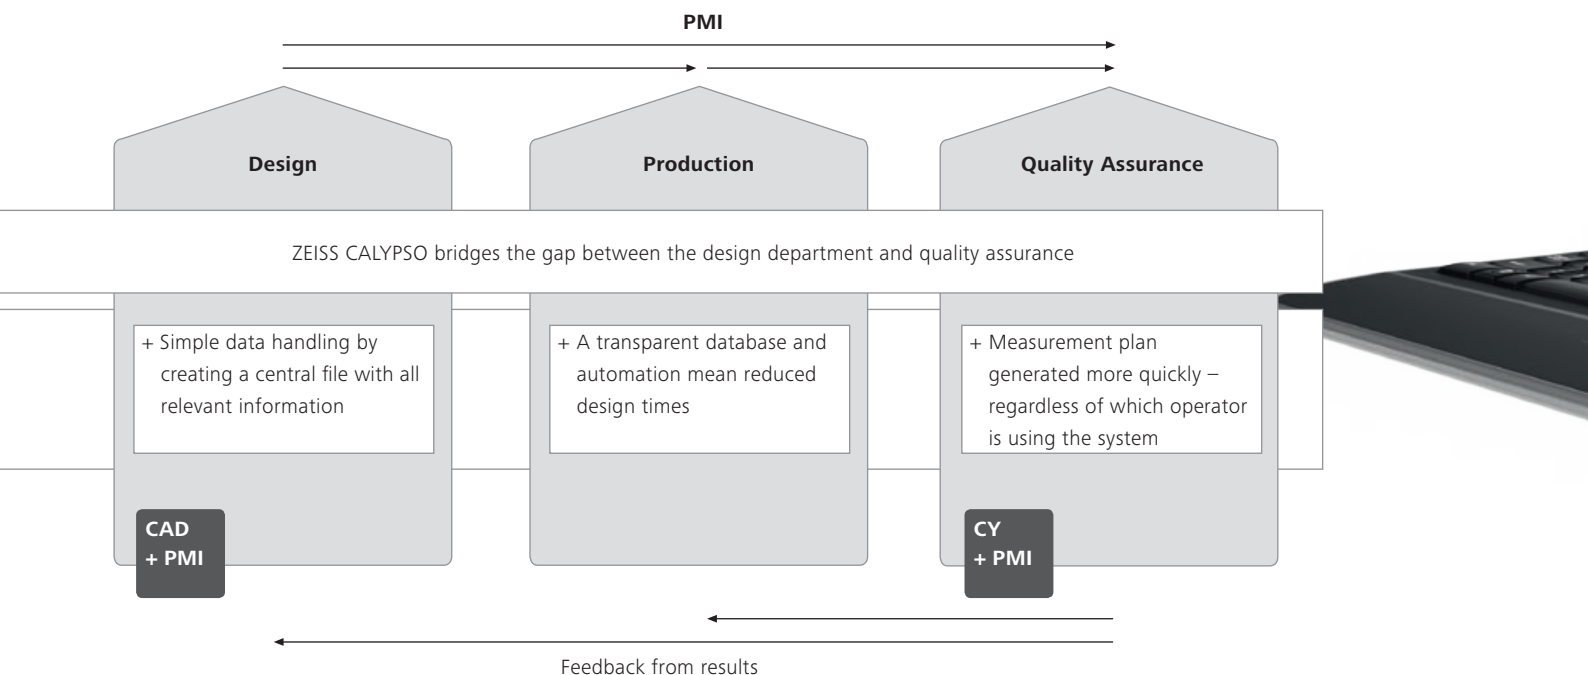 PMI
Design
Production
Quality Assurance
ZEISS CALYPSO bridges the gap between the design department and quality assurance
+ Simple data handling by
creating a central file with all
relevant information
+ A transparent database and
automation mean reduced
design times
+ Measurement plan
generated more quickly –
regardless of which operator
is using the system
CAD
+ PMI
CY
+ PMI
Feedback from results